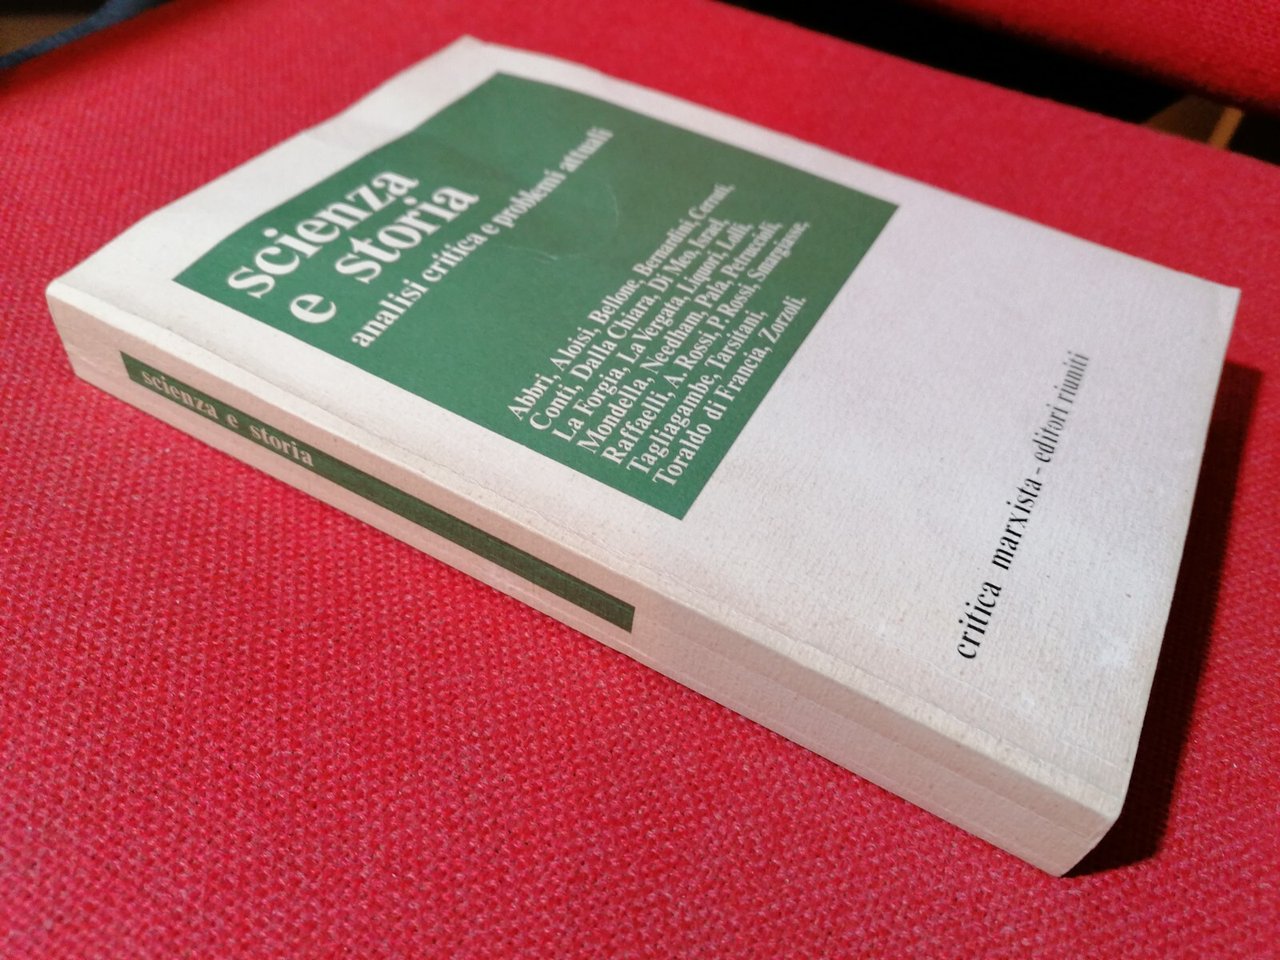 scienza
e storia
analisi critica e problemi attuali
Abbri, Aloisi, Bellone, Bernardini, Ceruti,
Conti, Dalla Chiara, Di Meo, Israel,
La Forgia, La Vergata, Liquori, Lolli,
Mondella, Needham, Pala, Petruccioli,
Raffaelli, A. Rossi, P. Rossi, Smargiasse,
Tagliagambe, Tarsitani,
Toraldo di Francia, Zorzoli.
critica marxista - editori riuniti
scienza e storia